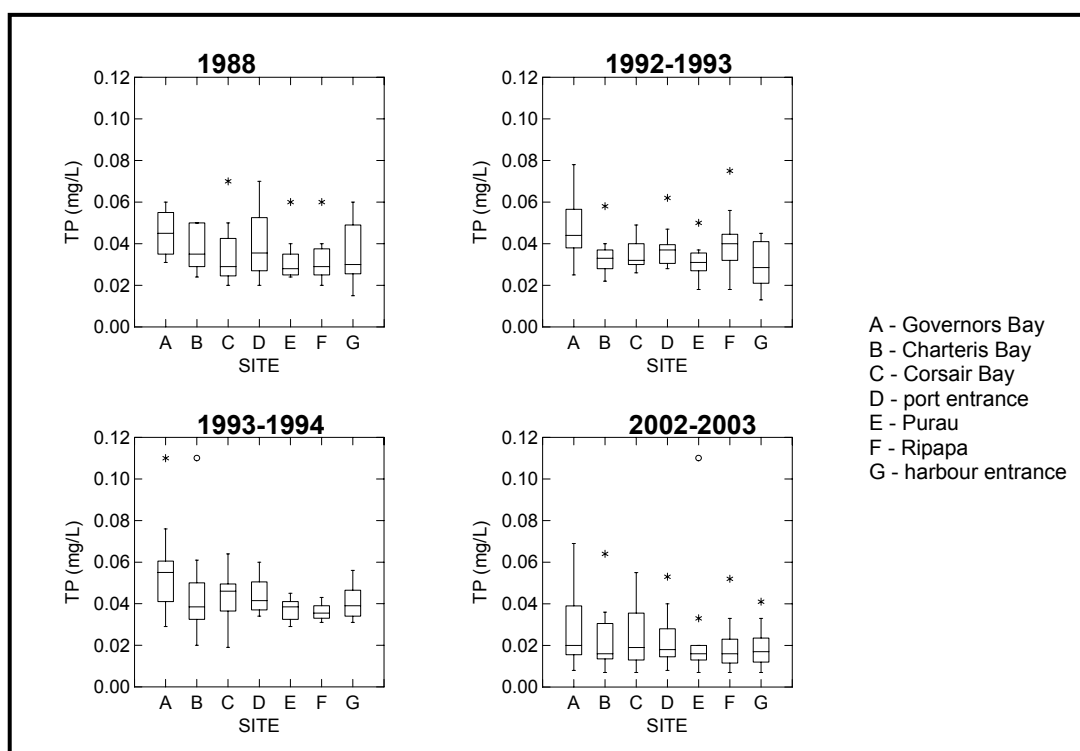 1988
0.12
0.10
0.08
0.06
0.04
0.02
0.00
TP (mg/L)
A B C D E F G
SITE
1992-1993
0.12
0.10
0.08
0.06
0.04
0.02
0.00
TP (mg/L)
A B C D E F G
SITE
1993-1994
0.12
0.10
0.08
0.06
0.04
0.02
0.00
TP (mg/L)
A B C D E F G
SITE
2002-2003
0.12
0.10
0.08
0.06
0.04
0.02
0.00
TP (mg/L)
A B C D E F G
SITE
A - Governors Bay
B - Charteris Bay
C - Corsair Bay
D - port entrance
E - Purau
F - Ripapa
G - harbour entrance